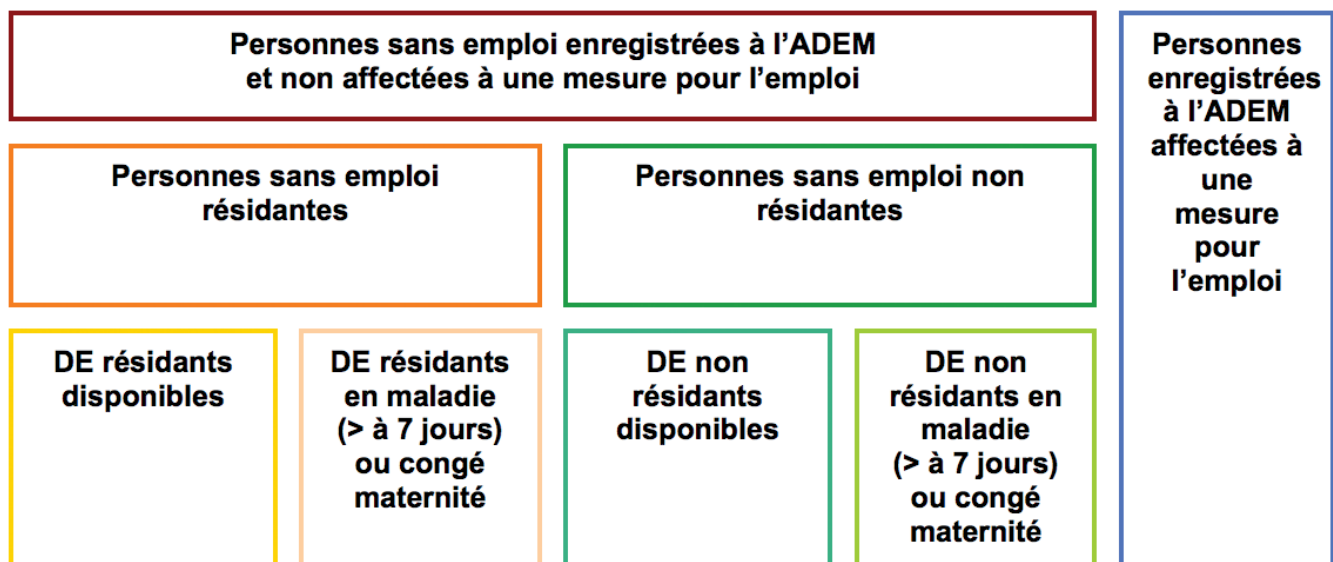 Personnes sans emploi enregistrées à l’ADEM
et non affectées à une mesure pour l’emploi
Personnes
enregistrées
à l’ADEM
affectées à
une
mesure
pour
l’emploi
Personnes sans emploi
résidantes
Personnes sans emploi non
résidantes
DE résidants
disponibles
DE résidants
en maladie
(> à 7 jours)
ou congé
maternité
DE non
résidants
disponibles
DE non
résidants en
maladie
(> à 7 jours)
ou congé
maternité